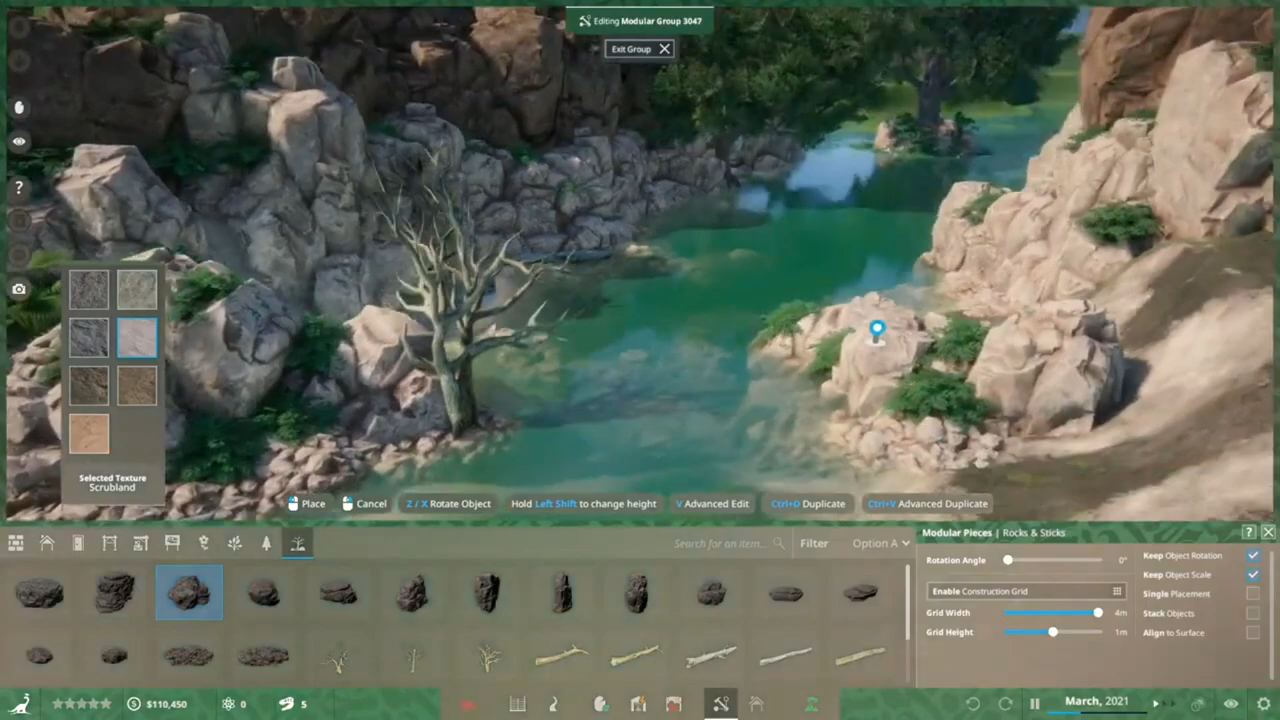 Editing Modular Group 3047
Exit Group
?
Selected Texture
Scrubland
Place
Cancel
Z / X Rotate Object
Hold Left Shift to change height
V Advanced Edit
Ctrl+D Duplicate
Ctrl+V Advanced Duplicate
Search for an item...
Filter
Option A
Modular Pieces | Rocks & Sticks
?
Rotation Angle
0°
Keep Object Rotation
Keep Object Scale
Enable Construction Grid
Single Placement
Grid Width
4m
Stack Objects
Grid Height
1m
Align to Surface
$110,450
0
5
March, 2021